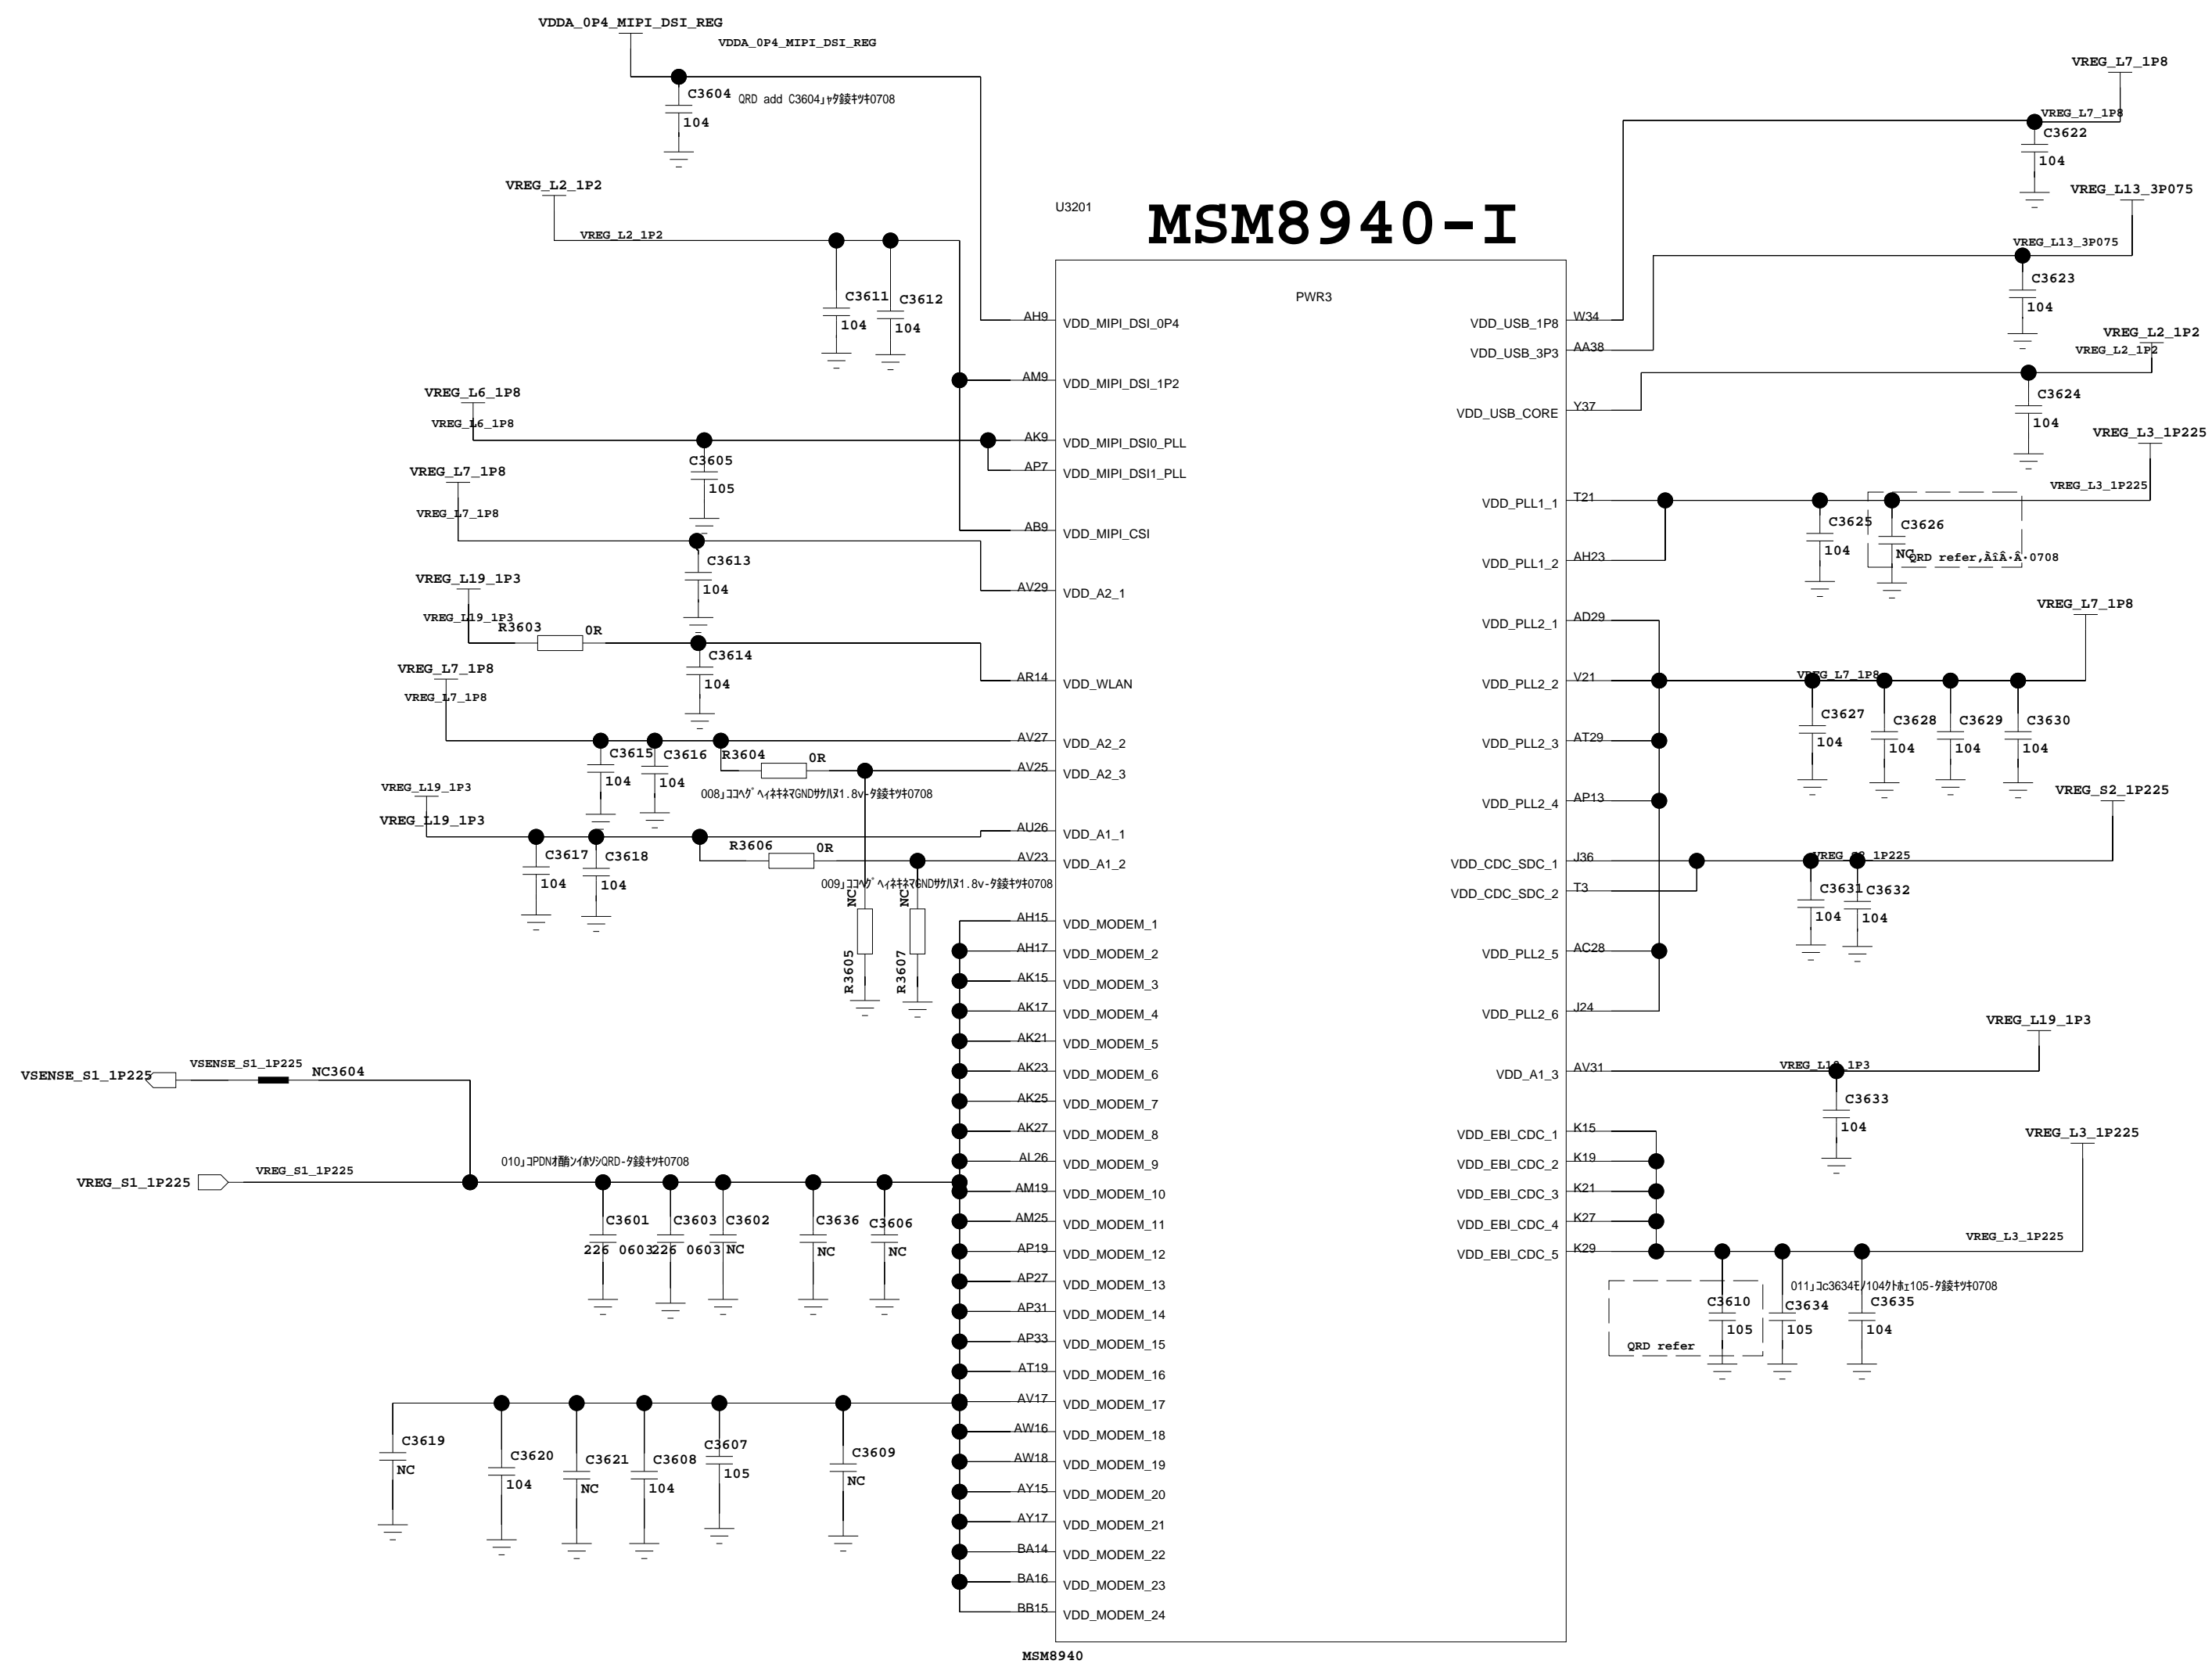 VDDA_0P4_MIPI_DSI_REG
VDDA_0P4_MIPI_DSI_REG
C3604
104
QRD add C3604
VREG_L2_1P2
VREG_L2_1P2
C3611
104
C3612
104
VREG_L6_1P8
VREG_L6_1P8
C3605
105
VREG_L7_1P8
VREG_L7_1P8
C3613
104
VREG_L19_1P3
VREG_L19_1P3
R3603
0R
C3614
104
VREG_L7_1P8
VREG_L7_1P8
C3615
104
C3616
104
R3604
0R
VREG_L19_1P3
VREG_L19_1P3
C3617
104
C3618
104
R3606
0R
NC
R3605
NC
R3607
VSENSE_S1_1P225
VSENSE_S1_1P225
NC3604
VREG_S1_1P225
VREG_S1_1P225
C3601
226 0603
C3603
226 0603
C3602
NC
C3636
NC
C3606
NC
C3619
NC
C3620
104
C3621
NC
C3608
104
C3607
105
C3609
NC
U3201
MSM8940-I
PWR3
AH9 VDD_MIPI_DSI_0P4
AM9 VDD_MIPI_DSI_1P2
AK9 VDD_MIPI_DSI0_PLL
AP7 VDD_MIPI_DSI1_PLL
AB9 VDD_MIPI_CSI
AV29 VDD_A2_1
AR14 VDD_WLAN
AV27 VDD_A2_2
AV25 VDD_A2_3
AU26 VDD_A1_1
AV23 VDD_A1_2
AH15 VDD_MODEM_1
AH17 VDD_MODEM_2
AK15 VDD_MODEM_3
AK17 VDD_MODEM_4
AK21 VDD_MODEM_5
AK23 VDD_MODEM_6
AK25 VDD_MODEM_7
AK27 VDD_MODEM_8
AL26 VDD_MODEM_9
AM19 VDD_MODEM_10
AM25 VDD_MODEM_11
AP19 VDD_MODEM_12
AP27 VDD_MODEM_13
AP31 VDD_MODEM_14
AP33 VDD_MODEM_15
AT19 VDD_MODEM_16
AV17 VDD_MODEM_17
AW16 VDD_MODEM_18
AW18 VDD_MODEM_19
AY15 VDD_MODEM_20
AY17 VDD_MODEM_21
BA14 VDD_MODEM_22
BA16 VDD_MODEM_23
BB15 VDD_MODEM_24
MSM8940
VDD_USB_1P8 W34
VDD_USB_3P3 AA38
VDD_USB_CORE Y37
VDD_PLL1_1 T21
VDD_PLL1_2 AH23
VDD_PLL2_1 AD29
VDD_PLL2_2 V21
VDD_PLL2_3 AT29
VDD_PLL2_4 AP13
VDD_CDC_SDC_1 J36
VDD_CDC_SDC_2 T3
VDD_PLL2_5 AC28
VDD_PLL2_6 J24
VDD_A1_3 AV31
VDD_EBI_CDC_1 K15
VDD_EBI_CDC_2 K19
VDD_EBI_CDC_3 K21
VDD_EBI_CDC_4 K27
VDD_EBI_CDC_5 K29
VREG_L7_1P8
VREG_L7_1P8
C3622
104
VREG_L13_3P075
VREG_L13_3P075
C3623
104
VREG_L2_1P2
VREG_L2_1P2
C3624
104
VREG_L3_1P225
VREG_L3_1P225
C3625
104
C3626
NC
QRD refer
VREG_L7_1P8
VREG_L7_1P8
C3627
104
C3628
104
C3629
104
C3630
104
VREG_S2_1P225
VREG_S2_1P225
C3631
104
C3632
104
VREG_L19_1P3
VREG_L19_1P3
C3633
104
VREG_L3_1P225
VREG_L3_1P225
C3610
105
QRD refer
C3634
105
C3635
104